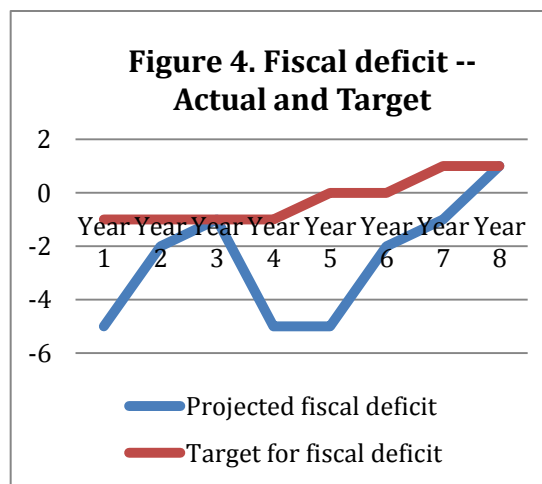 Figure 4. Fiscal deficit --
Actual and Target
2
0
-2
-4
-6
Year Year Year Year Year Year Year Year
1 2 3 4 5 6 7 8
Projected fiscal deficit
Target for fiscal deficit